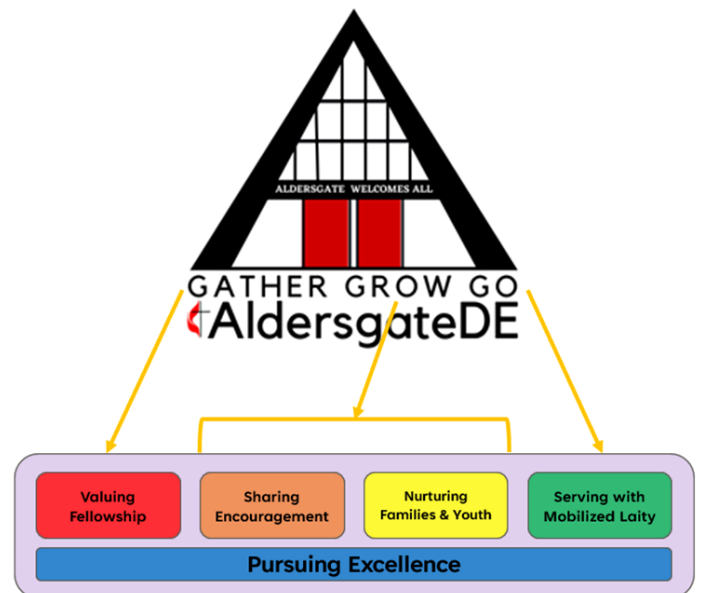 ALDERSGATE WELCOMES ALL
GATHER GROW GO
AldersgateDE
Valuing
Fellowship
Sharing
Encouragement
Nurturing
Families & Youth
Serving with
Mobilized Laity
Pursuing Excellence